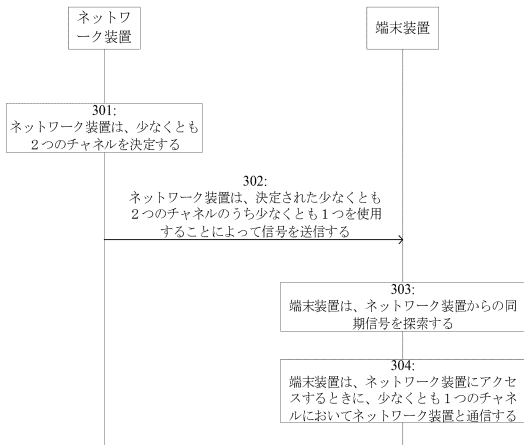 ネットワ
ーク装置
端末装置
301:
ネットワーク装置は、少なくとも
2つのチャネルを決定する
302:
ネットワーク装置は、決定された少なくとも
2つのチャネルのうち少なくとも1つを使用
することによって信号を送信する
303:
端末装置は、ネットワーク装置からの同
期信号を探索する
304:
端末装置は、ネットワーク装置にアクセ
スするときに、少なくとも1つのチャネ
ルにおいてネットワーク装置と通信する